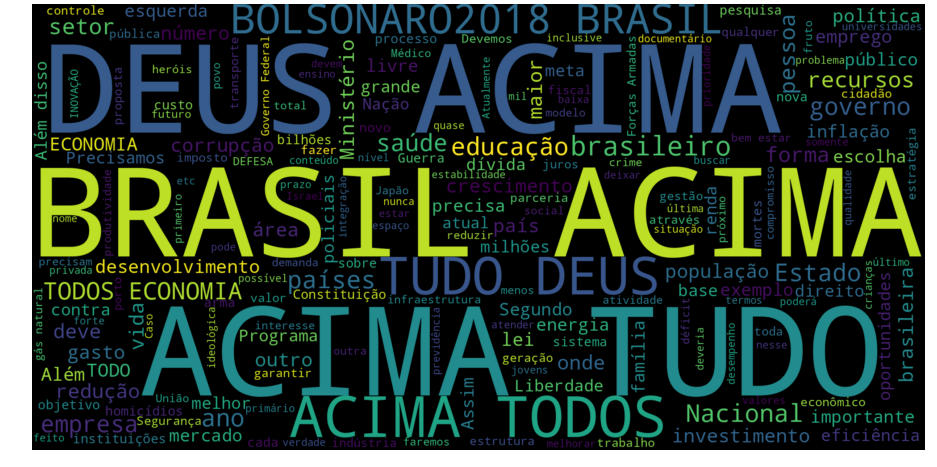 controle
esquerda
BOLSONARO2018 BRASIL
pesquisa
política
universidades
setor
pública
número
processo
Devemos
inclusive
documentário
qualquer
emprego
DEUS ACIMA
Além disso
INOVAÇÃO
heróis
povo
proposta
transporte
Governo Federal
devem
ensino
Médico
livre
Ministério
grande
Nação
maior
Atualmente
fiscal
meta
baixa
mil
modelo
Forças Armadas
prioridade
pessoa
fruto
problema
público
recursos
cidadão
nova
governo
custo
futuro
total
novo
ECONOMIA
corrupção
bilhões
fazer
saúde
quase
educação
brasileiro
bem estar
somente
inflação
Precisamos
imposto
DEFESA
conteúdo
nível
Guerra
dívida
juros
crime
deixar
buscar
forma
escolha
estratégia
estabilidade
BRASIL ACIMA
etc
prazo
Israel
Japão
nunca
crescimento
parceria
gestão
última
compromisso
qualidade
produtividade
nome
primeiro
integração
estar
espaço
precisa
social
através
situação
renda
mortes
próximo
área
pode
policiais
atual
reduzir
país
milhões
precisam
privada
desenvolvimento
demanda
possível
sobre
países
TUDO DEUS
população
Estado
último
TODOS ECONOMIA
porto
arma
valor
Constituição
infraestrutura
menos
atividade
base
exemplo
termos
direito
poderá
criança
brasileira
gás natural
forte
contra
vida
Caso
ideológica
interesse
Programa
previdência
Segundo
energia
déficit
toda
nesse
oportunidades
ACIMA TUDO
deve
gasto
outro
outra
atender
lei
sistema
onde
deveria
desempenho
Além
TODO
garantir
jovens
geração
família
Liberdade
econômico
redução
União
primário
Assim
valores
objetivo
homicídios
melhor
Segurança
ano
ACIMA TODOS
Nacional
importante
empresa
feito
instituições
mercado
cada
verdade
indústria
faremos
estrutura
melhorar
trabalho
investimento
eficiência